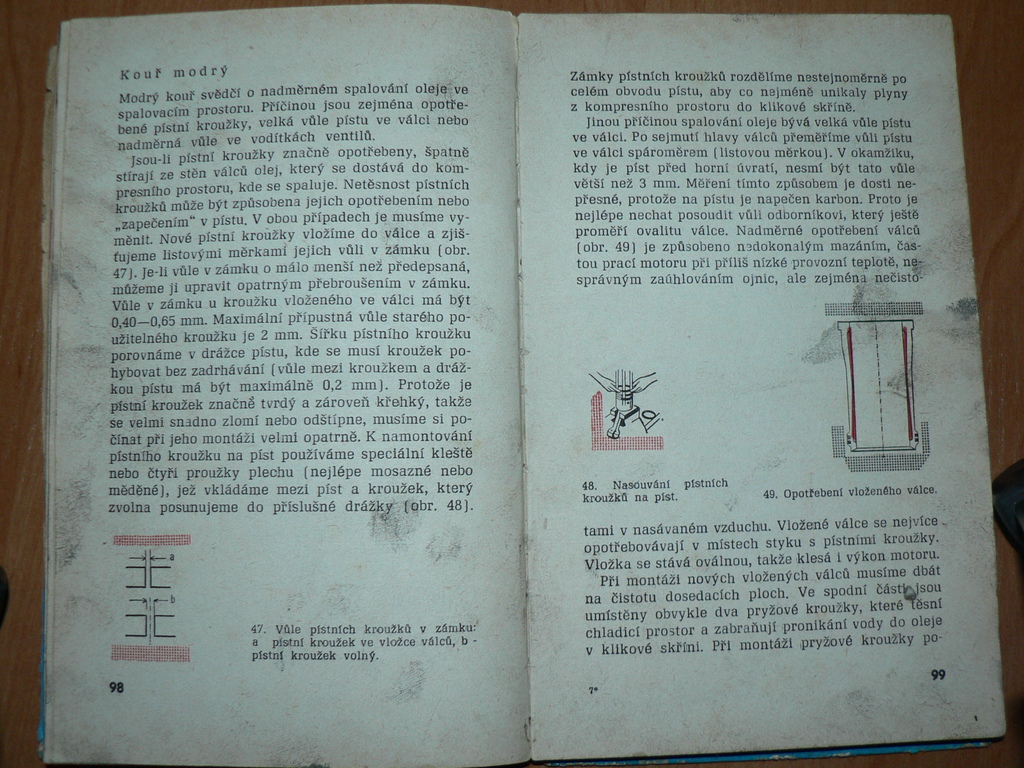 Kouř modrý
Modrý kouř svědčí o nadměrném spalování oleje ve
spalovacím prostoru. Příčinou jsou zejména opotře-
bené pístní kroužky, velká vůle pístu ve válci nebo
nadměrná vůle ve vodítkách ventilů.
Jsou-li pístní kroužky značně opotřebeny, špatně
stírají ze stěn válců olej, který se dostává do kom-
presního prostoru, kde se spaluje. Netěsnost pístních
kroužků může být způsobena jejich opotřebením nebo
„zapečením" v pístu. V obou případech je musíme vy-
měnit. Nové pístní kroužky vložíme do válce a zjiš-
ťujeme listovými měrkami jejich vůli v zámku (obr.
47). Je-li vůle v zámku o málo menší než předepsaná,
můžeme ji upravit opatrným přebroušením v zámku.
Vůle v zámku u kroužku vloženého ve válci má být
0,40—0,65 mm. Maximální přípustná vůle starého po-
užitelného kroužku je 2 mm. Šířku pístního kroužku
porovnáme v drážce pístu, kde se musí kroužek po-
hybovat bez zadrhávání (vůle mezi kroužkem a dráž-
kou pístu má být maximálně 0,2 mm). Protože je
pístní kroužek značně tvrdý a zároveň křehký, takže
se velmi snadno zlomí nebo odštípne, musíme si po-
čínat při jeho montáži velmi opatrně. K namontování
pístního kroužku na píst používáme speciální kleště
nebo čtyři proužky plechu (nejlépe mosazné nebo
měděné), jež vkládáme mezi píst a kroužek, který
zvolna posunujeme do příslušné drážky (obr. 48).
a
b
47. Vůle pístních kroužků v zámku:
a pístní kroužek ve vložce válců, b -
pístní kroužek volný.
98
Zámky pístních kroužků rozdělíme nestejnoměrně po
celém obvodu pístu, aby co nejméně unikaly plyny
z kompresního prostoru do klikové skříně.
Jinou příčinou spalování oleje bývá velká vůle pístu
ve válci. Po sejmutí hlavy válců přeměříme vůli pístu
ve válci spároměrem (listovou měrkou). V okamžiku,
kdy je píst před horní úvratí, nesmí být tato vůle
větší než 3 mm. Měření tímto způsobem je dosti ne-
přesné, protože na pístu je napečen karbon. Proto je
nejlépe nechat posoudit vůli odborníkovi, který ještě
proměří ovalitu válce. Nadměrné opotřebení válců
(obr. 49) je způsobeno nedokonalým mazáním, čas-
tou prací motoru při příliš nízké provozní teplotě, ne-
správným zaúhlováním ojnic, ale zejména nečisto-
48. Nasouvání pístních
kroužků na píst.
49. Opotřebení vloženého válce.
tami v nasávaném vzduchu. Vložené válce se nejvíce
opotřebovávají v místech styku s pístními kroužky.
Vložka se stává oválnou, takže klesá i výkon motoru.
Při montáži nových vložených válců musíme dbát
na čistotu dosedacích ploch. Ve spodní části jsou
umístěny obvykle dva pryžové kroužky, které těsní
chladicí prostor a zabraňují pronikání vody do oleje
v klikové skříni. Při montáži pryžové kroužky po-
7*
99